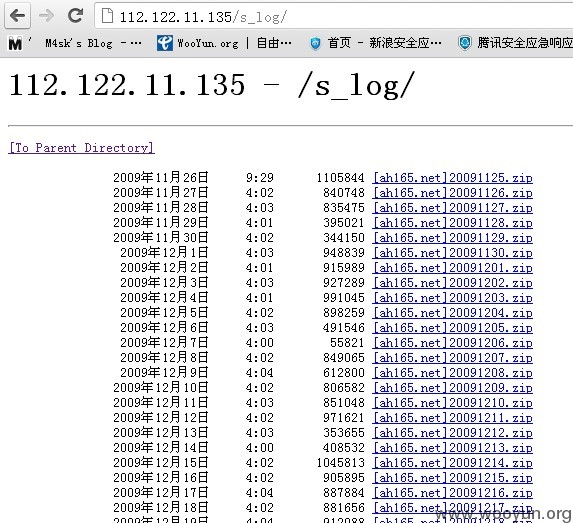 112.122.11.135/s_log/
M4sk's Blog - ... WooYun.org | 自由... 首页 - 新浪安全应... 腾讯安全应急响应
112.122.11.135 - /s_log/
[To Parent Directory]
2009年11月26日 9:29 1105844 [ah165.net]20091125.zip
2009年11月27日 4:02 840748 [ah165.net]20091126.zip
2009年11月28日 4:03 835475 [ah165.net]20091127.zip
2009年11月29日 4:01 395021 [ah165.net]20091128.zip
2009年11月30日 4:02 344150 [ah165.net]20091129.zip
2009年12月1日 4:03 948839 [ah165.net]20091130.zip
2009年12月2日 4:01 915989 [ah165.net]20091201.zip
2009年12月3日 4:03 927289 [ah165.net]20091202.zip
2009年12月4日 4:01 991045 [ah165.net]20091203.zip
2009年12月5日 4:02 898259 [ah165.net]20091204.zip
2009年12月6日 4:03 491546 [ah165.net]20091205.zip
2009年12月7日 4:00 55821 [ah165.net]20091206.zip
2009年12月8日 4:02 849065 [ah165.net]20091207.zip
2009年12月9日 4:04 612800 [ah165.net]20091208.zip
2009年12月10日 4:02 806582 [ah165.net]20091209.zip
2009年12月11日 4:03 851048 [ah165.net]20091210.zip
2009年12月12日 4:02 971621 [ah165.net]20091211.zip
2009年12月13日 4:03 353655 [ah165.net]20091212.zip
2009年12月14日 4:00 408532 [ah165.net]20091213.zip
2009年12月15日 4:02 1045813 [ah165.net]20091214.zip
2009年12月16日 4:02 905895 [ah165.net]20091215.zip
2009年12月17日 4:04 887884 [ah165.net]20091216.zip
2009年12月18日 4:02 881656 [ah165.net]20091217.zip
www.wooyun.org